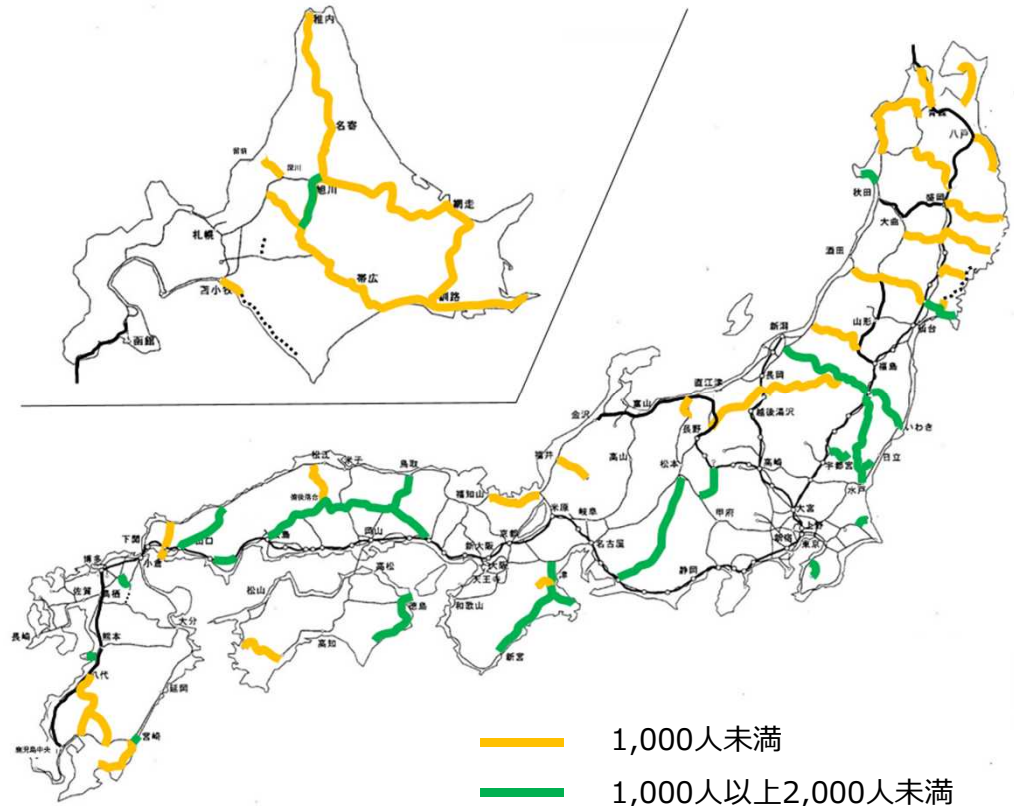 稚内
名寄
留萌
深川
旭川
網走
札幌
帯広
釧路
苫小牧
函館
青森
八戸
秋田
盛岡
大曲
酒田
山形
仙台
新潟
福島
長岡
直江津
越後湯沢
いわき
金沢
富山
長野
日立
宇都宮
高崎
水戸
松本
高山
福井
大宮
上野
新宿
東京
甲府
松江
米子
鳥取
福知山
備後落合
米原
岐阜
京都
名古屋
静岡
新大阪
大阪
天王寺
岡山
広島
山口
下関
小倉
博多
佐賀
鳥栖
高松
松山
徳島
高知
和歌山
津
新宮
大分
長崎
熊本
八代
延岡
宮崎
鹿児島中央
1,000人未満
1,000人以上2,000人未満